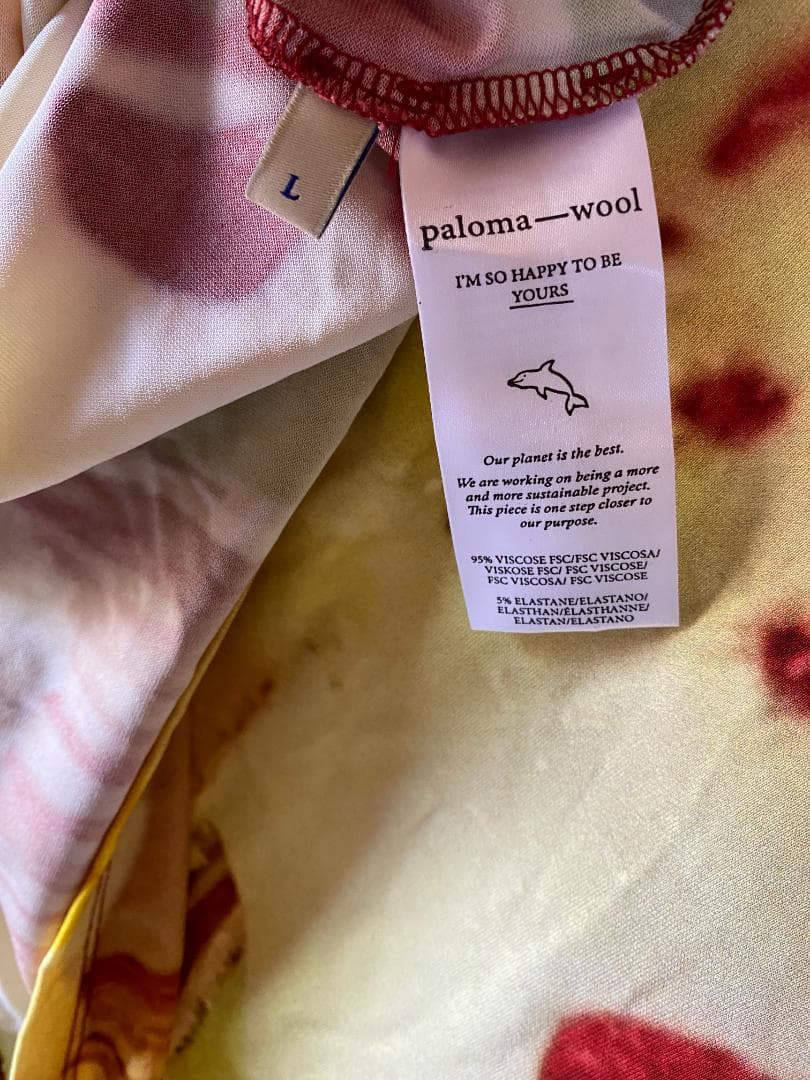 L
paloma—wool
I'M SO HAPPY TO BE
YOURS
Our planet is the best.
We are working on being a more
and more sustainable project.
This piece is one step closer to
our purpose.
95% VISCOSE FSC/FSC VISCOSA/
VISKOSE FSC/ FSC VISCOSE/
FSC VISCOSA/ FSC VISCOSE
5% ELASTANE/ELASTANO/
ELASTHAN/ÉLASTHANNE/
ELASTAN/ELASTANO